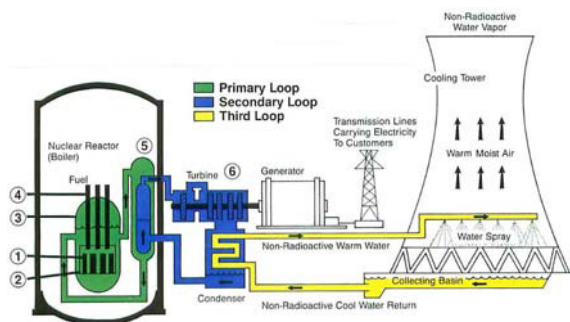 Non-Radioactive
Water Vapor
Cooling Tower
Primary Loop
Secondary Loop
Third Loop
Transmission Lines
Carrying Electricity
To Customers
Nuclear Reactor
(Boiler)
⑤
Turbine
⑥
Generator
Warm Moist Air
Fuel
④
③
T
①
②
Non-Radioactive Warm Water
Water Spray
Collecting Basin
Condenser
Non-Radioactive Cool Water Return